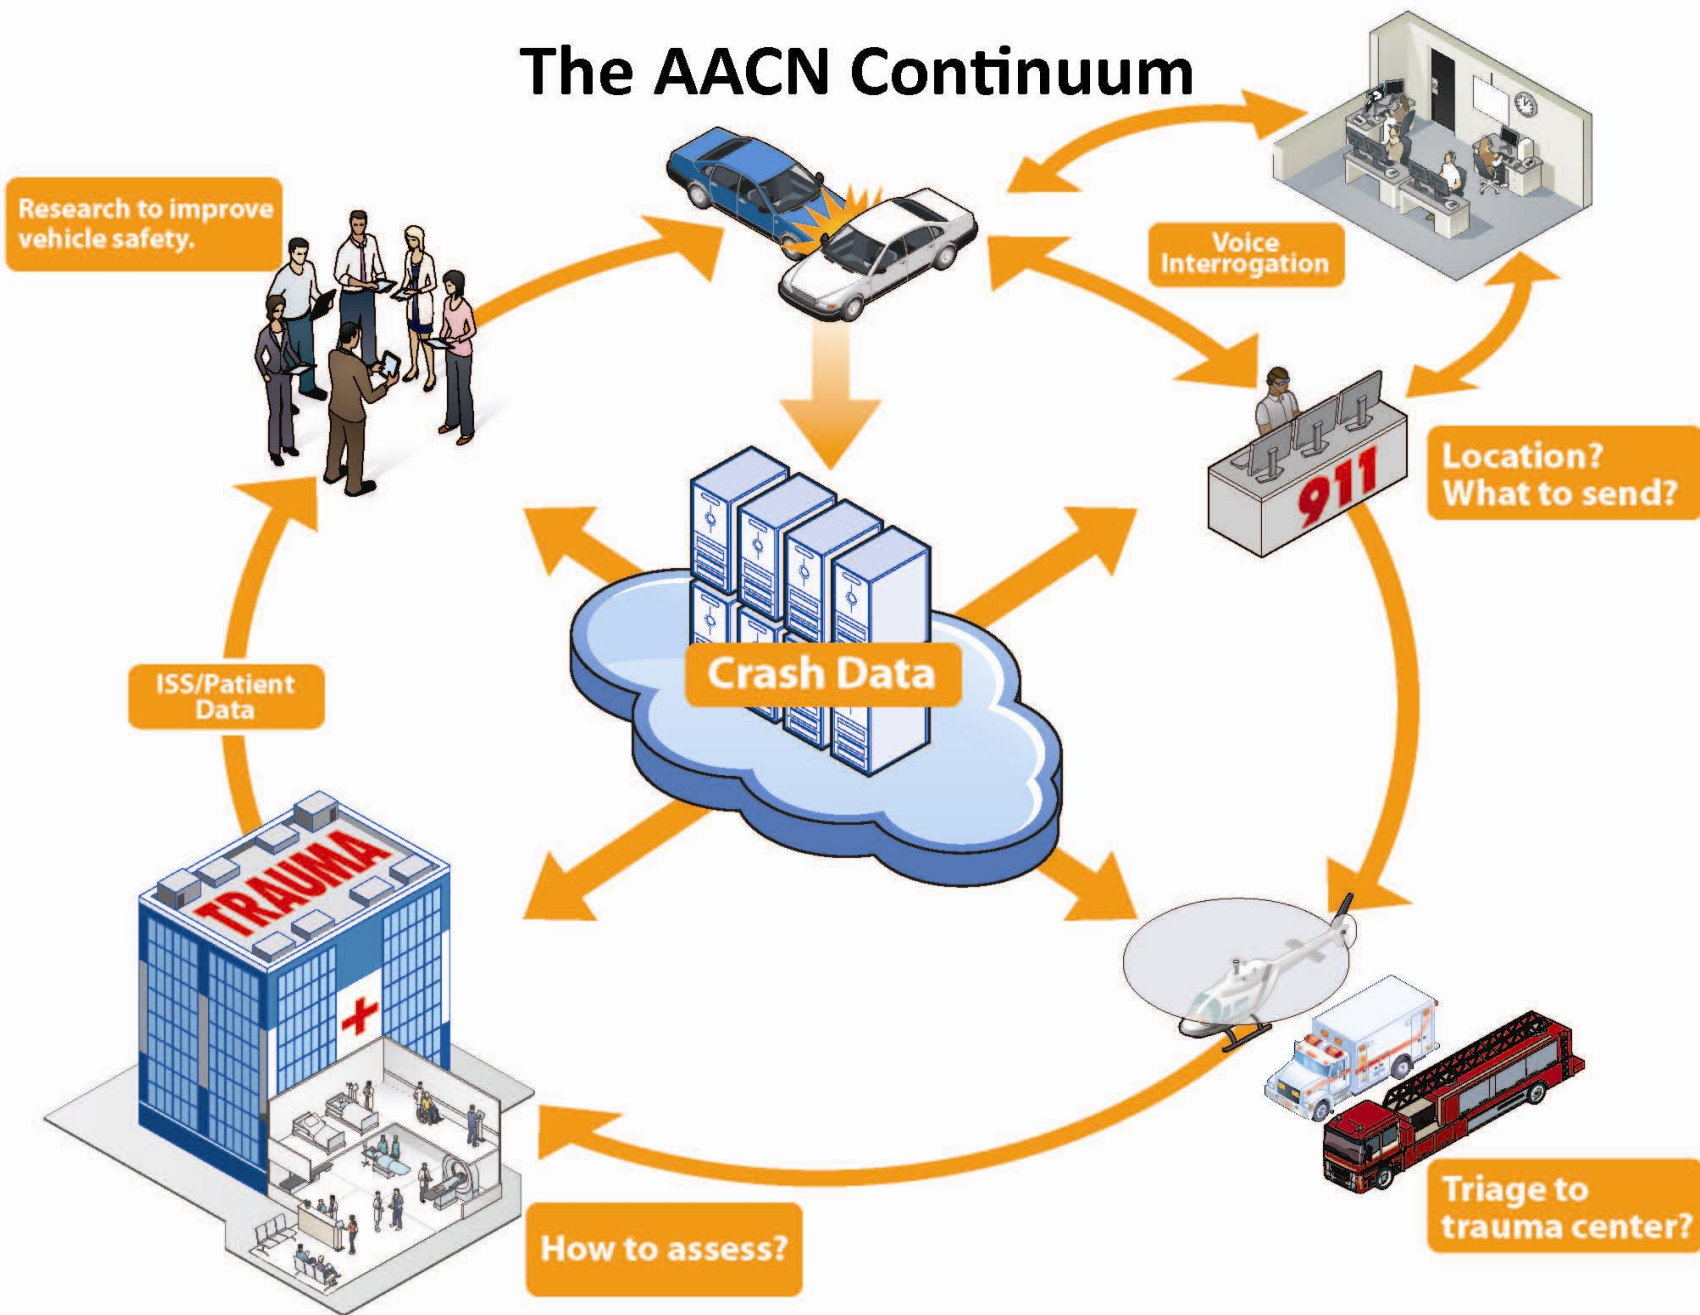 The AACN Continuum
Research to improve
vehicle safety.
Voice
Interrogation
911
Location?
What to send?
Crash Data
ISS/Patient
Data
TRAUMA
Triage to
trauma center?
How to assess?